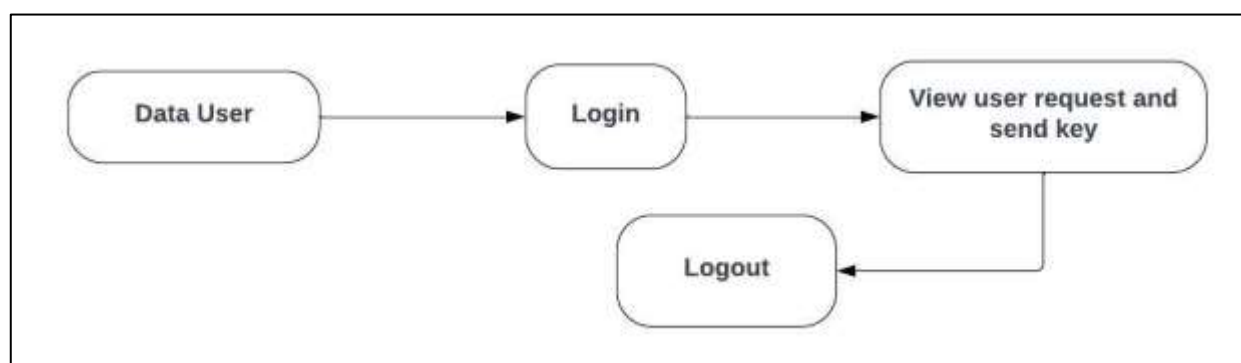 Data User
Login
View user request and
send key
Logout